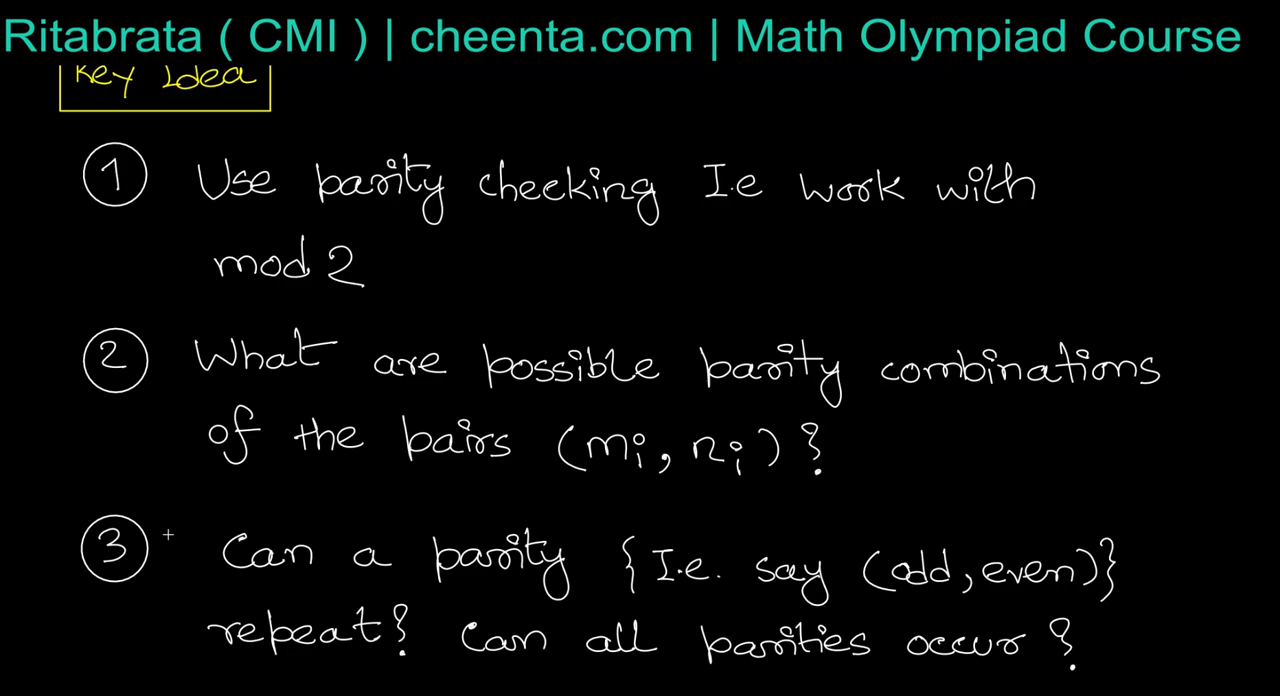 Ritabrata ( CMI ) | cheenta.com | Math Olympiad Course
Key Idea
1 Use parity checking I.e work with
mod 2
2 What are possible parity combinations
of the pairs (mi, ni) ?
3 Can a parity {I.e. say (odd, even)}
repeat? Can all parities occur ?